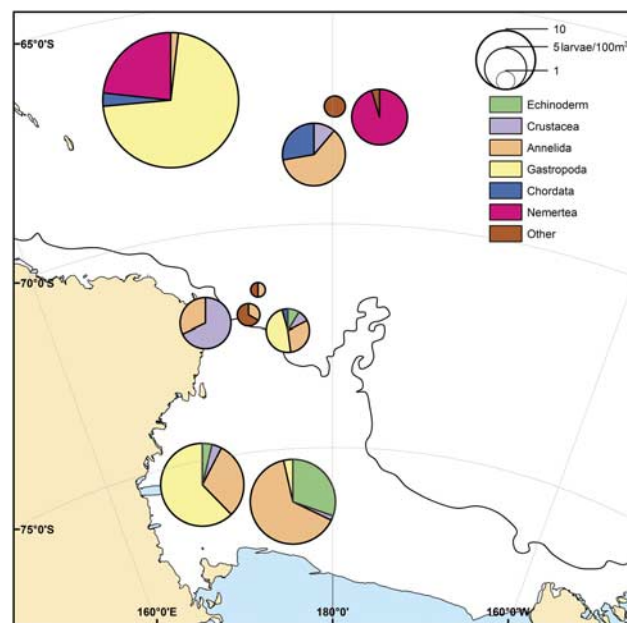 65°0'S
10
5 larvae/100m³
1
Echinoderm
Crustacea
Annelida
Gastropoda
Chordata
Nemertea
Other
70°0'S
75°0'S
160°0'E
180°0'
160°0'W